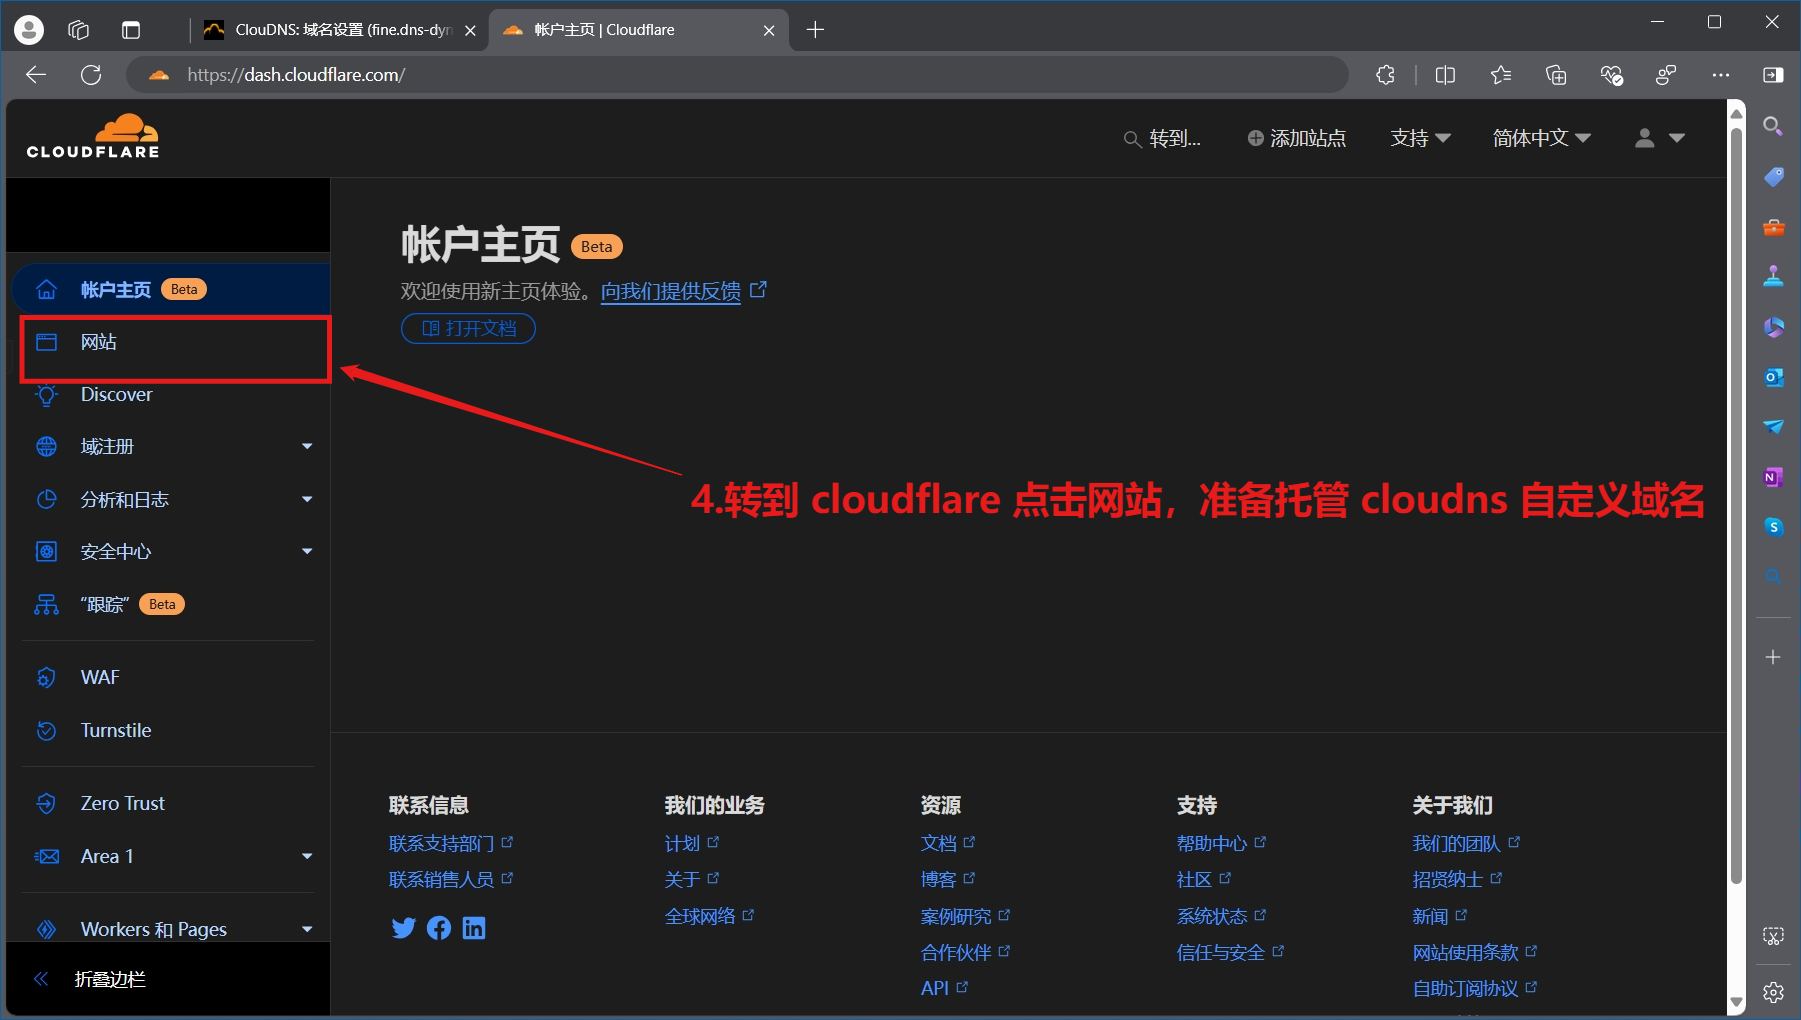 ClouDNS: 域名设置 (fine.dns-dyn
帐户主页 | Cloudflare
https://dash.cloudflare.com/
CLOUDFLARE
转到...
添加站点
支持
简体中文
帐户主页 Beta
网站
Discover
域注册
分析和日志
安全中心
“跟踪” Beta
WAF
Turnstile
Zero Trust
Area 1
Workers 和 Pages
折叠边栏
帐户主页 Beta
欢迎使用新主页体验。向我们提供反馈
打开文档
4.转到 cloudflare 点击网站，准备托管 cloudns 自定义域名
联系信息
联系支持部门
联系销售人员
我们的业务
计划
关于
全球网络
资源
文档
博客
案例研究
合作伙伴
API
支持
帮助中心
社区
系统状态
信任与安全
关于我们
我们的团队
招贤纳士
新闻
网站使用条款
自助订阅协议